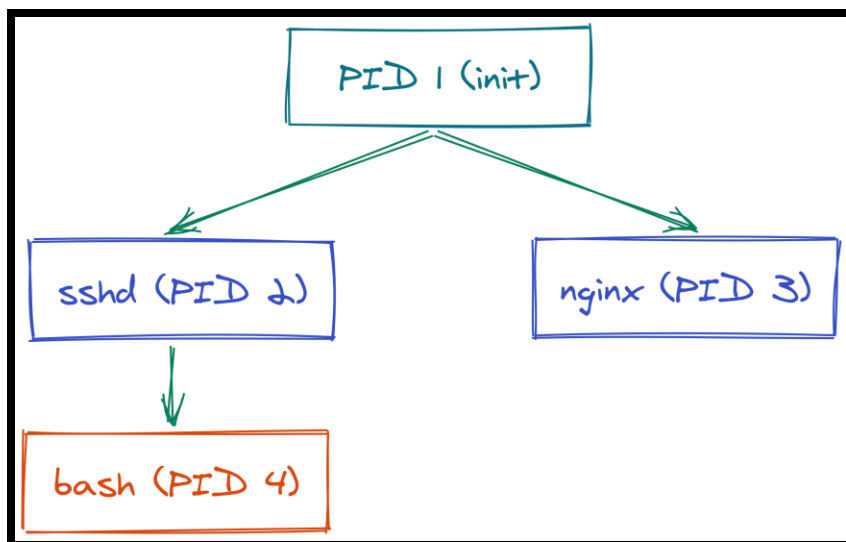 PID 1 (init)
sshd (PID 2)
nginx (PID 3)
bash (PID 4)